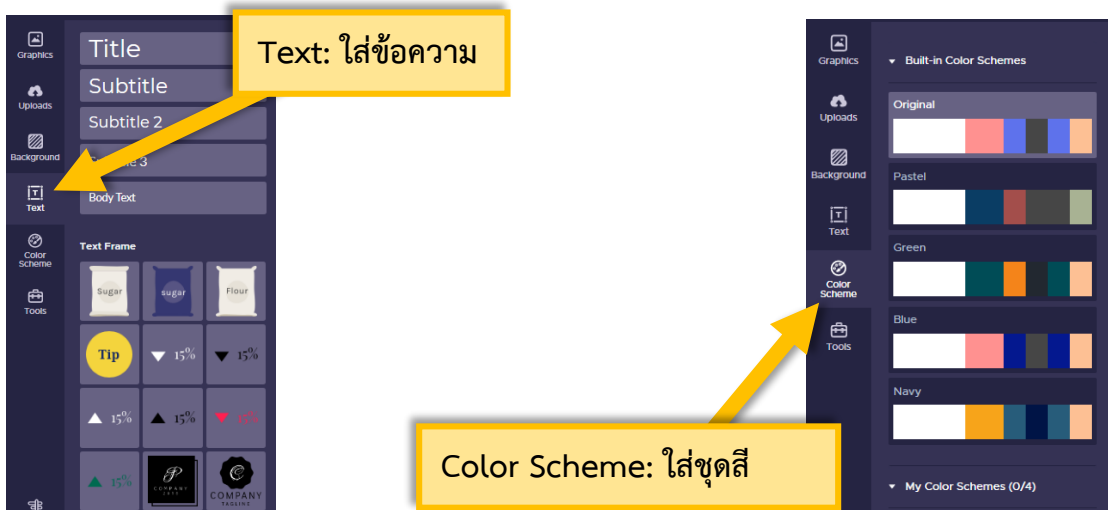 Graphics
Uploads
Background
Text
Color
Scheme
Tools
Title
Subtitle
Subtitle 2
3
Body Text
Text Frame
Sugar
sugar
Flour
Tip
15%
15%
15%
15%
15%
15%
COMPANY
COMPANY
TAGLINE
Text: ใส่ข้อความ
Color Scheme: ใส่ชุดสี
Graphics
Uploads
Background
Text
Color
Scheme
Tools
Built-in Color Schemes
Original
Pastel
Green
Blue
Navy
My Color Schemes (0/4)